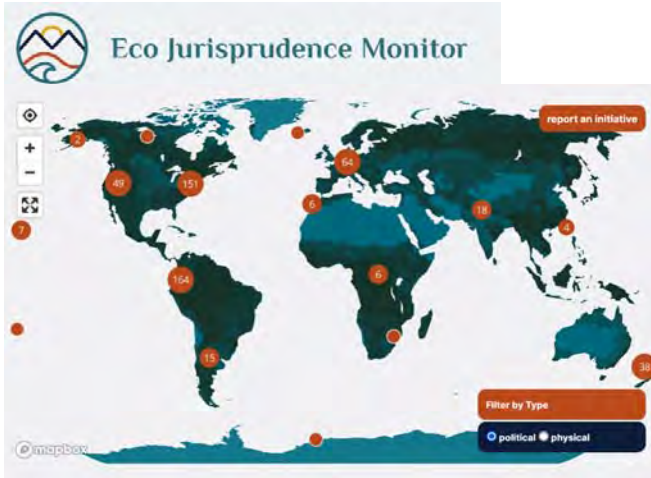 Eco Jurisprudence Monitor
report an initiative
2
+
−
49
151
64
6
18
4
7
164
6
15
38
Filter by Type
political physical
mapbox